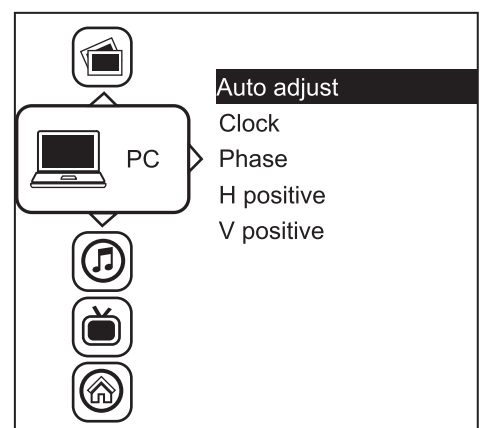 PC
Auto adjust
Clock
Phase
H positive
V positive